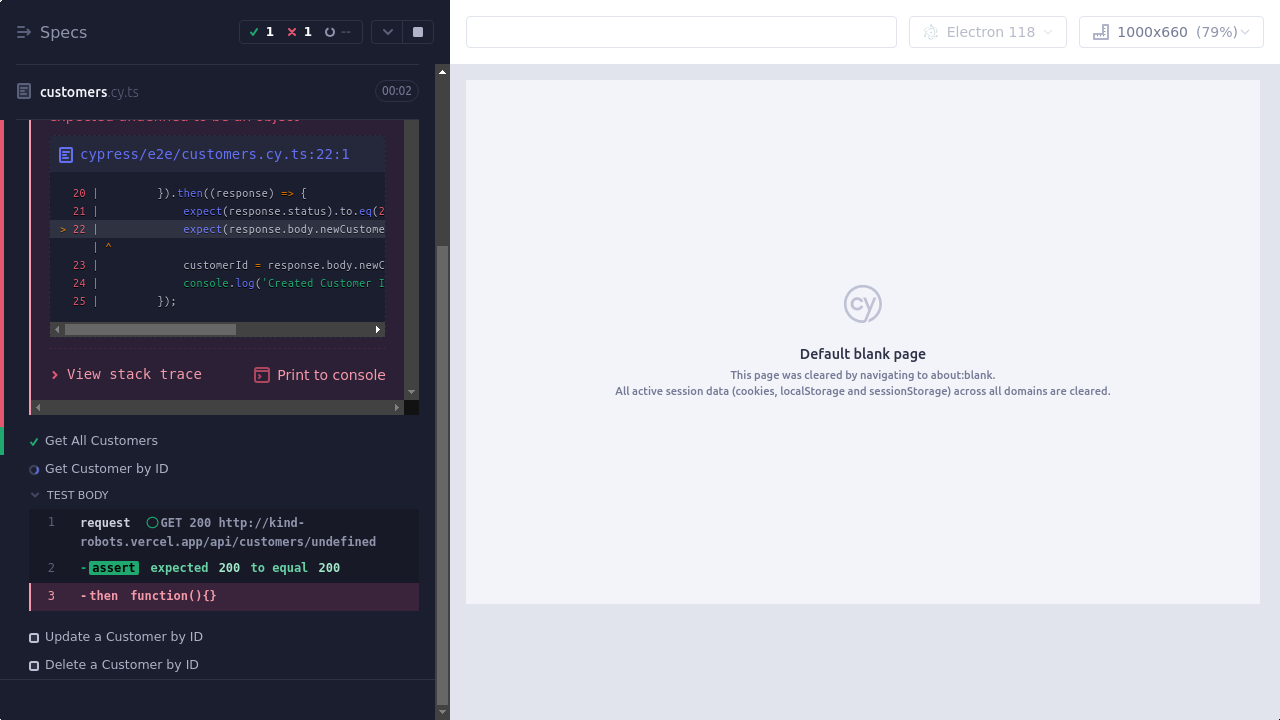 Specs
1 1 --
Electron 118
1000x660 (79%)
customers.cy.ts
00:02
expected undefined to be an object
cypress/e2e/customers.cy.ts:22:1
20 | }).then((response) => {
21 | expect(response.status).to.eq(2
> 22 | expect(response.body.newCustome
| ^
23 | customerId = response.body.newC
24 | console.log('Created Customer I
25 | });
View stack trace
Print to console
Get All Customers
Get Customer by ID
TEST BODY
1 request GET 200 http://kind-
robots.vercel.app/api/customers/undefined
2 -assert expected 200 to equal 200
3 -then function(){}
Update a Customer by ID
Delete a Customer by ID
cy
Default blank page
This page was cleared by navigating to about:blank.
All active session data (cookies, localStorage and sessionStorage) across all domains are cleared.